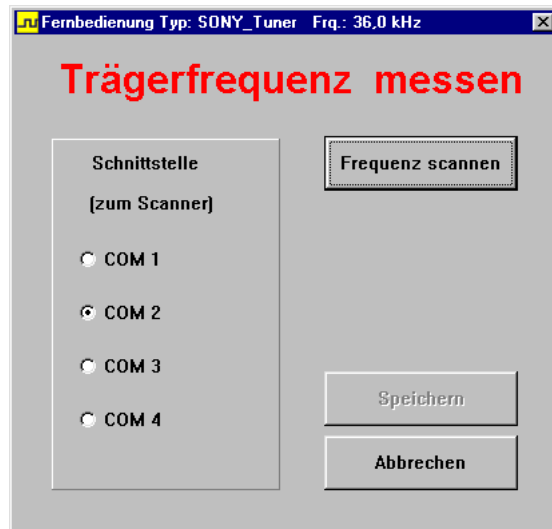 Fernbedienung Typ: SONY_Tuner Frq.: 36,0 kHz
Trägerfrequenz messen
Schnittstelle
(zum Scanner)
COM 1
COM 2
COM 3
COM 4
Frequenz scannen
Speichern
Abbrechen